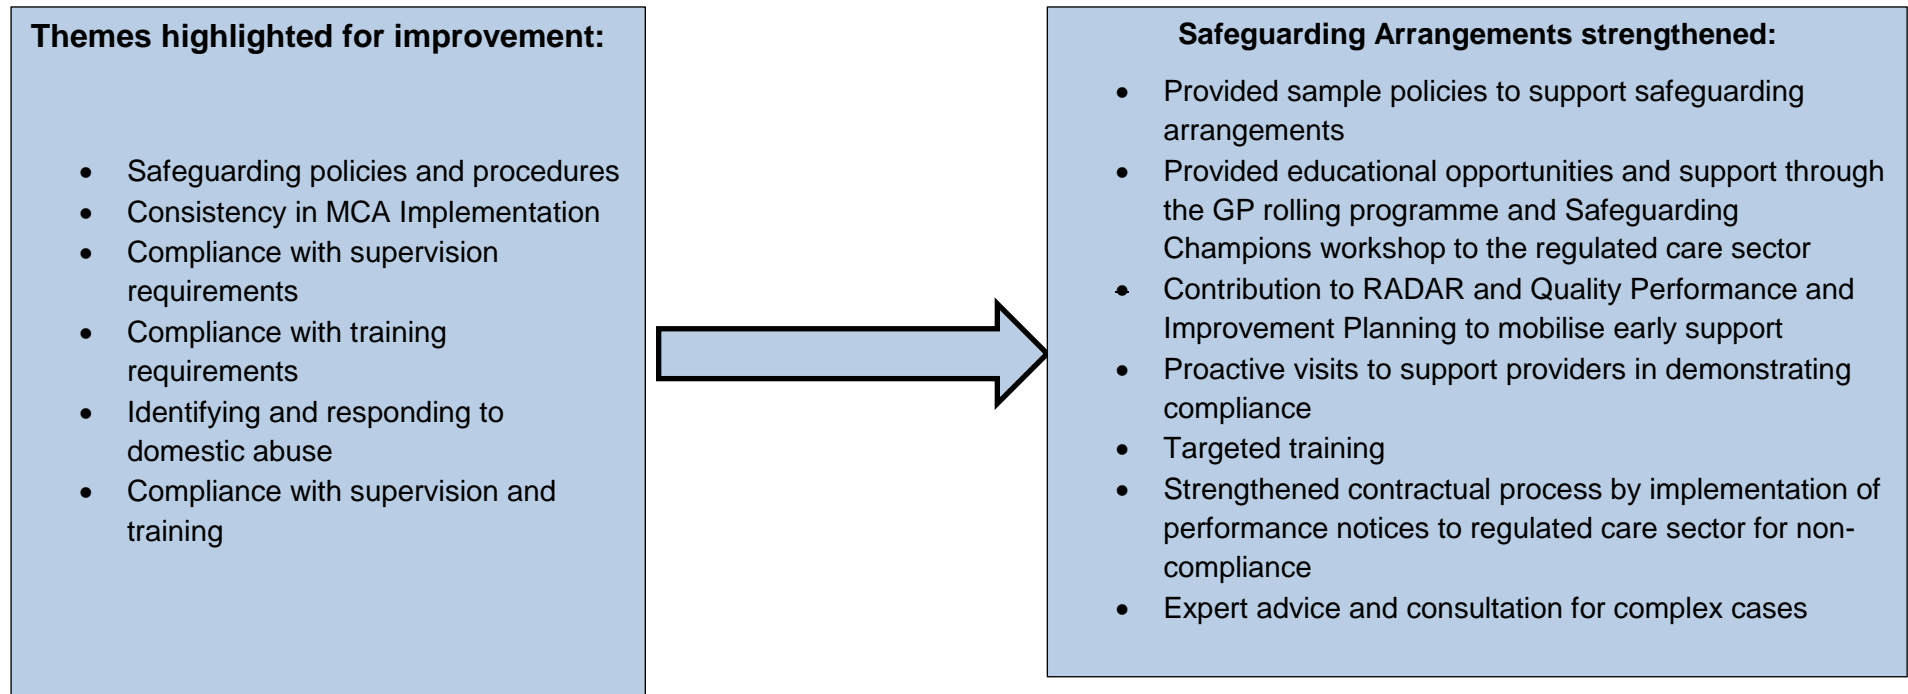 Themes highlighted for improvement:
• Safeguarding policies and procedures
• Consistency in MCA Implementation
• Compliance with supervision
requirements
• Compliance with training
requirements
• Identifying and responding to
domestic abuse
• Compliance with supervision and
training
Safeguarding Arrangements strengthened:
• Provided sample policies to support safeguarding
arrangements
• Provided educational opportunities and support through
the GP rolling programme and Safeguarding
Champions workshop to the regulated care sector
• Contribution to RADAR and Quality Performance and
Improvement Planning to mobilise early support
• Proactive visits to support providers in demonstrating
compliance
• Targeted training
• Strengthened contractual process by implementation of
performance notices to regulated care sector for non-
compliance
• Expert advice and consultation for complex cases